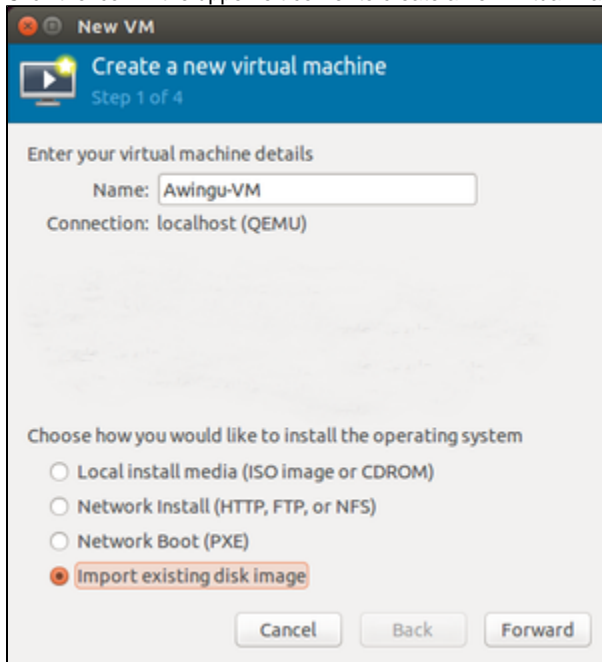 New VM
Create a new virtual machine
Step 1 of 4
Enter your virtual machine details
Name: Awingu-VM
Connection: localhost (QEMU)
Choose how you would like to install the operating system
Local install media (ISO image or CDROM)
Network Install (HTTP, FTP, or NFS)
Network Boot (PXE)
Import existing disk image
Cancel Back Forward